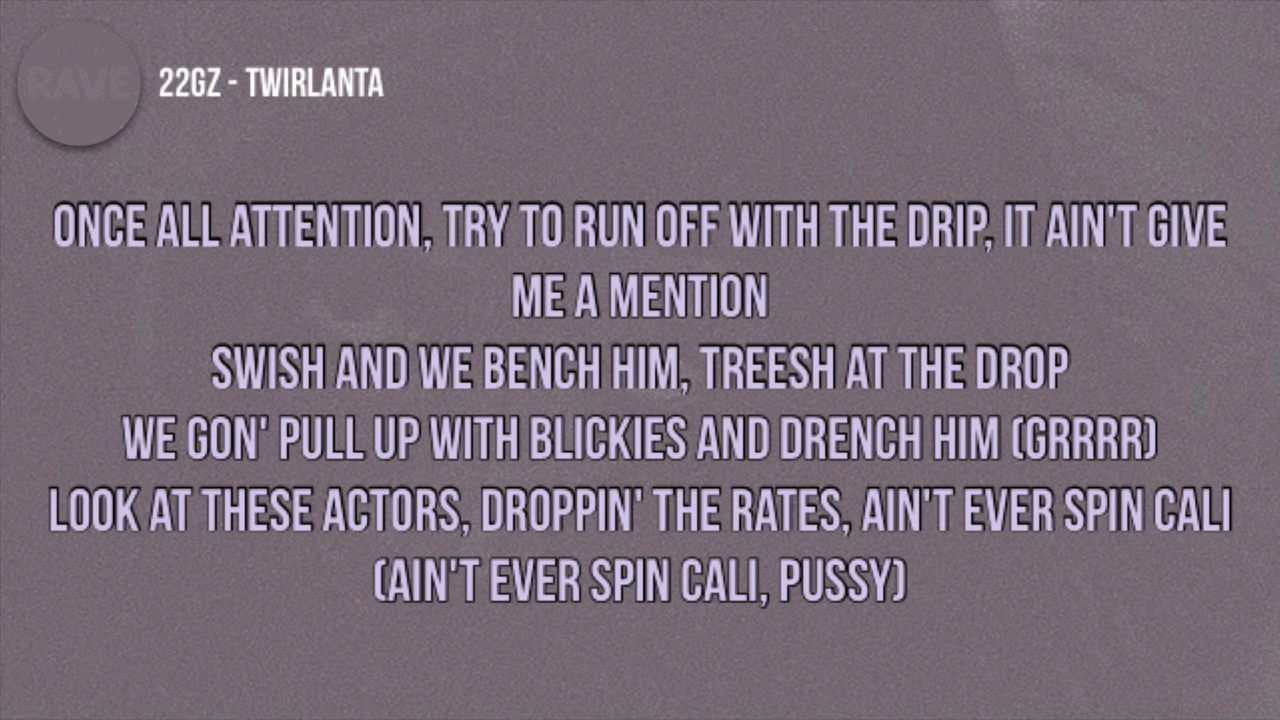 RAVE
22GZ - TWIRLANTA
ONCE ALL ATTENTION, TRY TO RUN OFF WITH THE DRIP, IT AIN'T GIVE
ME A MENTION
SWISH AND WE BENCH HIM, TREESH AT THE DROP
WE GON' PULL UP WITH BLICKIES AND DRENCH HIM (GRRRR)
LOOK AT THESE ACTORS, DROPPIN' THE RATES, AIN'T EVER SPIN CALI
(AIN'T EVER SPIN CALI, PUSSY)